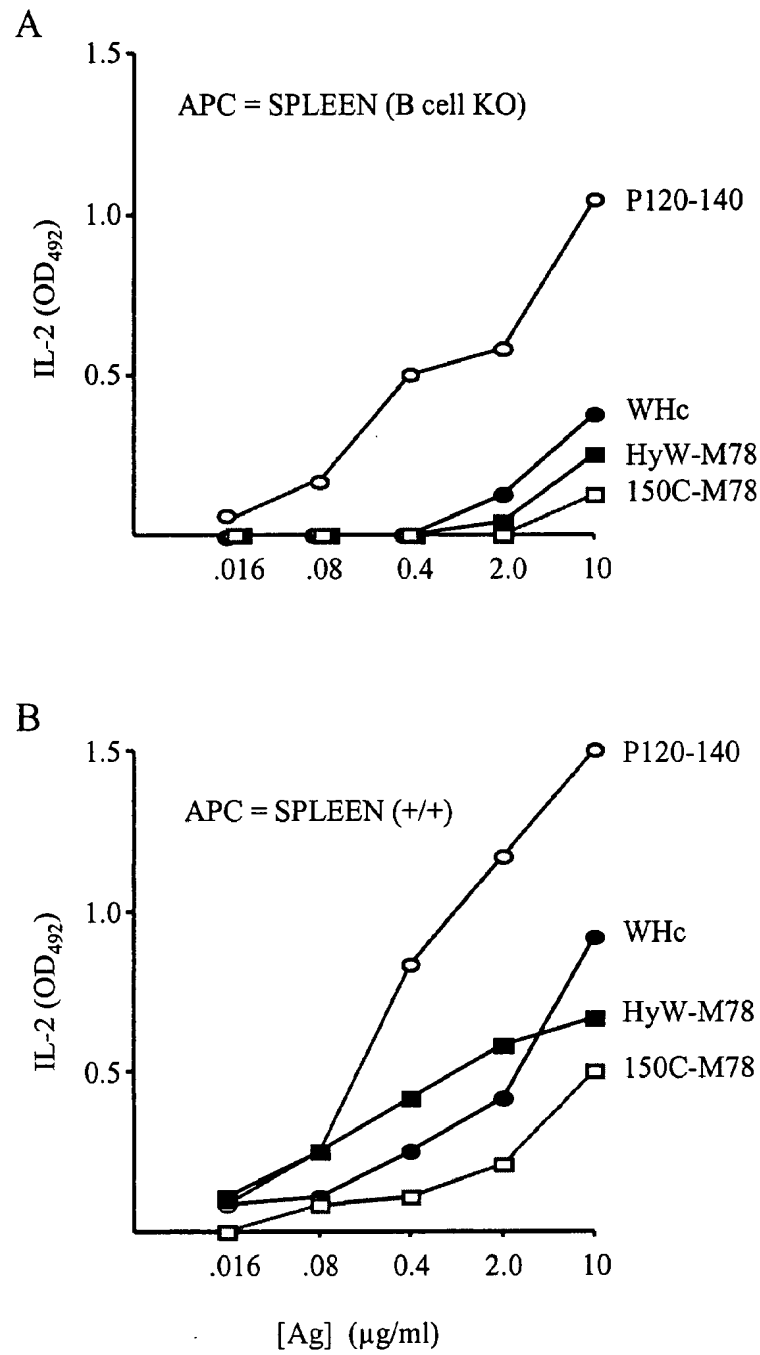 A
1.5
APC = SPLEEN (B cell KO)
P120-140
1.0
IL-2 (OD492)
0.5
WHc
HyW-M78
150C-M78
.016 .08 0.4 2.0 10
B
1.5
P120-140
APC = SPLEEN (+/+)
1.0
WHc
IL-2 (OD492)
HyW-M78
0.5
150C-M78
.016 .08 0.4 2.0 10
[Ag] (µg/ml)